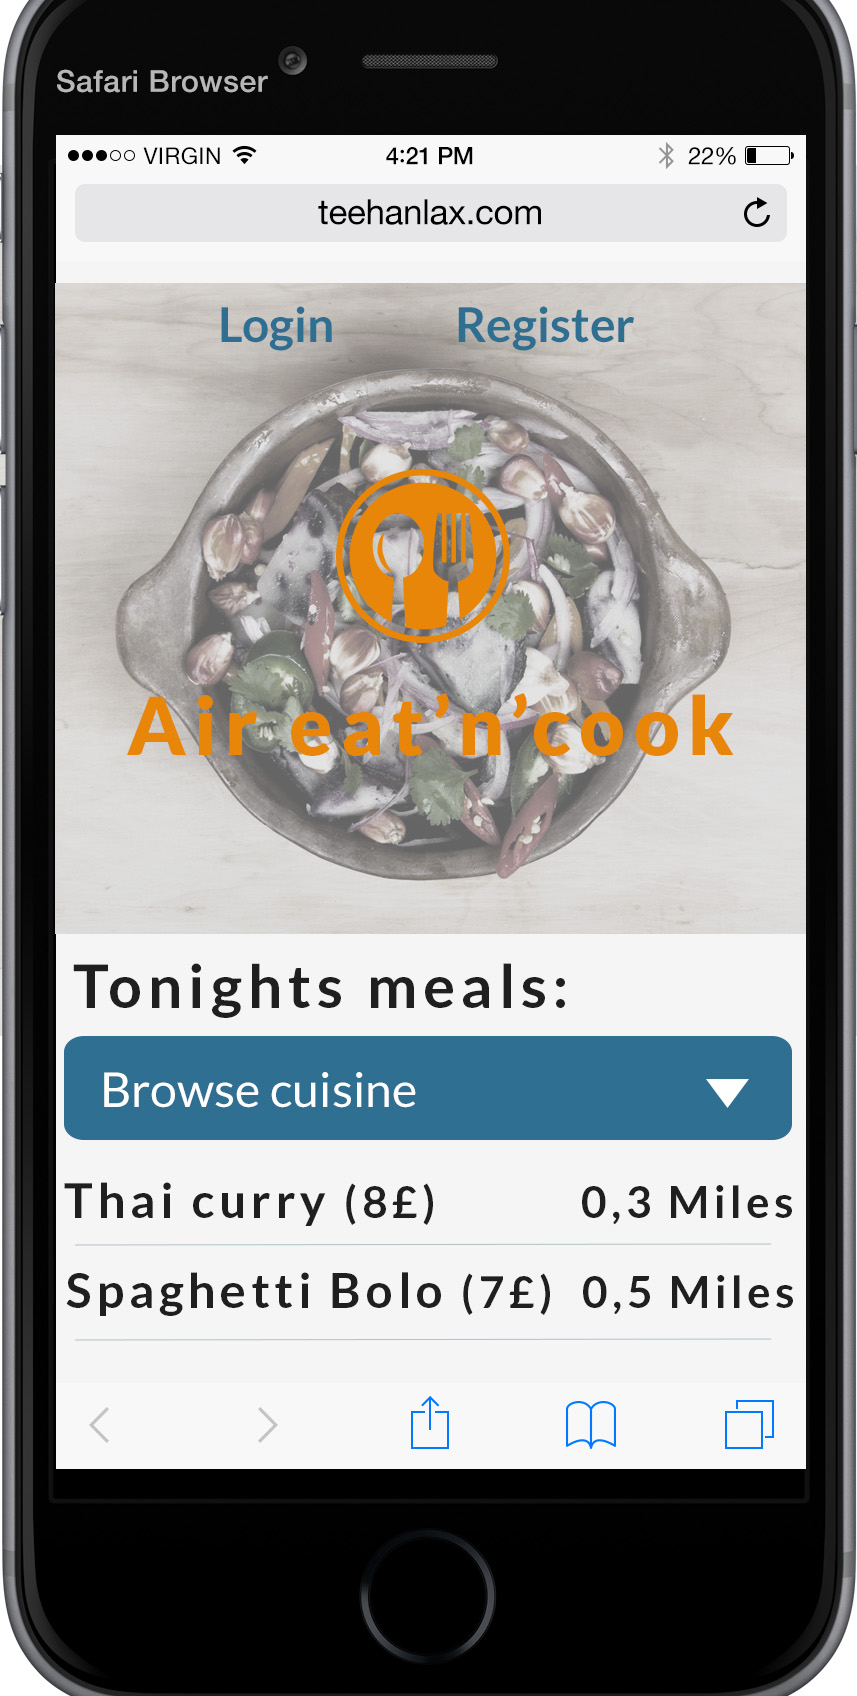 Safari Browser
VIRGIN 4:21 PM 22%
teehanlax.com
Login Register
Air eat’n’cook
Tonights meals:
Browse cuisine
Thai curry (8£) 0,3 Miles
Spaghetti Bolo (7£) 0,5 Miles